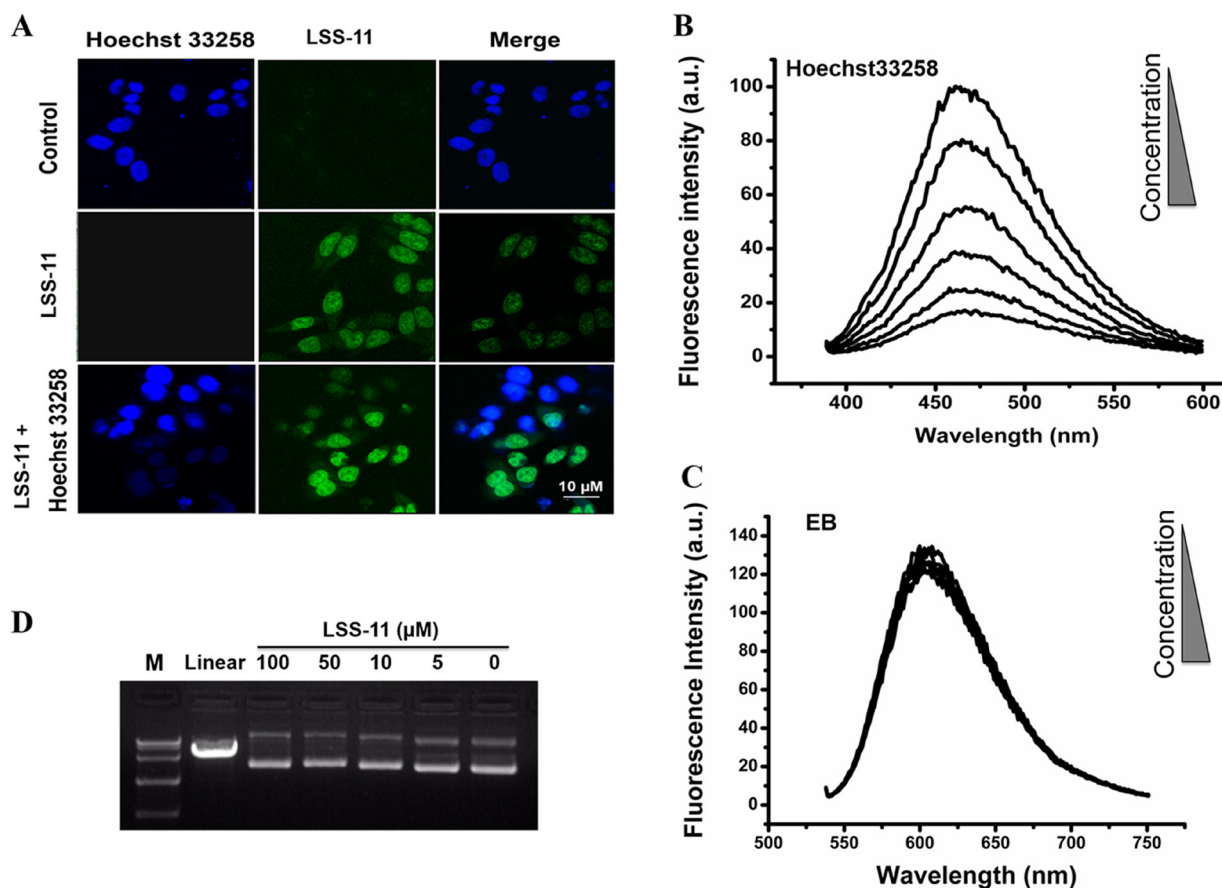 A
Hoechst 33258 LSS-11 Merge
Control
LSS-11
LSS-11 +
Hoechst 33258
10 µM
B
Hoechst33258
Concentration
Fluorescence intensity (a.u.)
100
80
60
40
20
0
400 450 500 550 600
Wavelength (nm)
C
EB
Concentration
Fluorescence Intensity (a.u.)
140
120
100
80
60
40
20
0
500 550 600 650 700 750
Wavelength (nm)
D
LSS-11 (µM)
M Linear 100 50 10 5 0